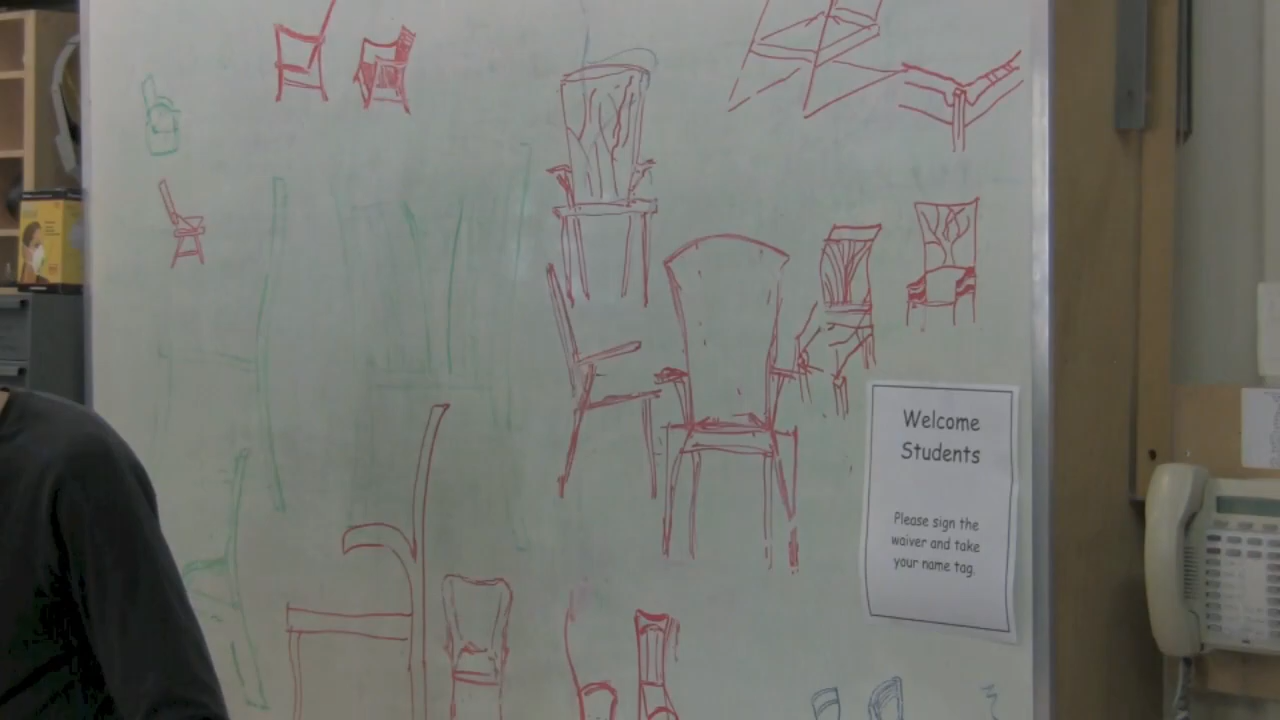 Welcome
Students
Please sign the
waiver and take
your name tag.